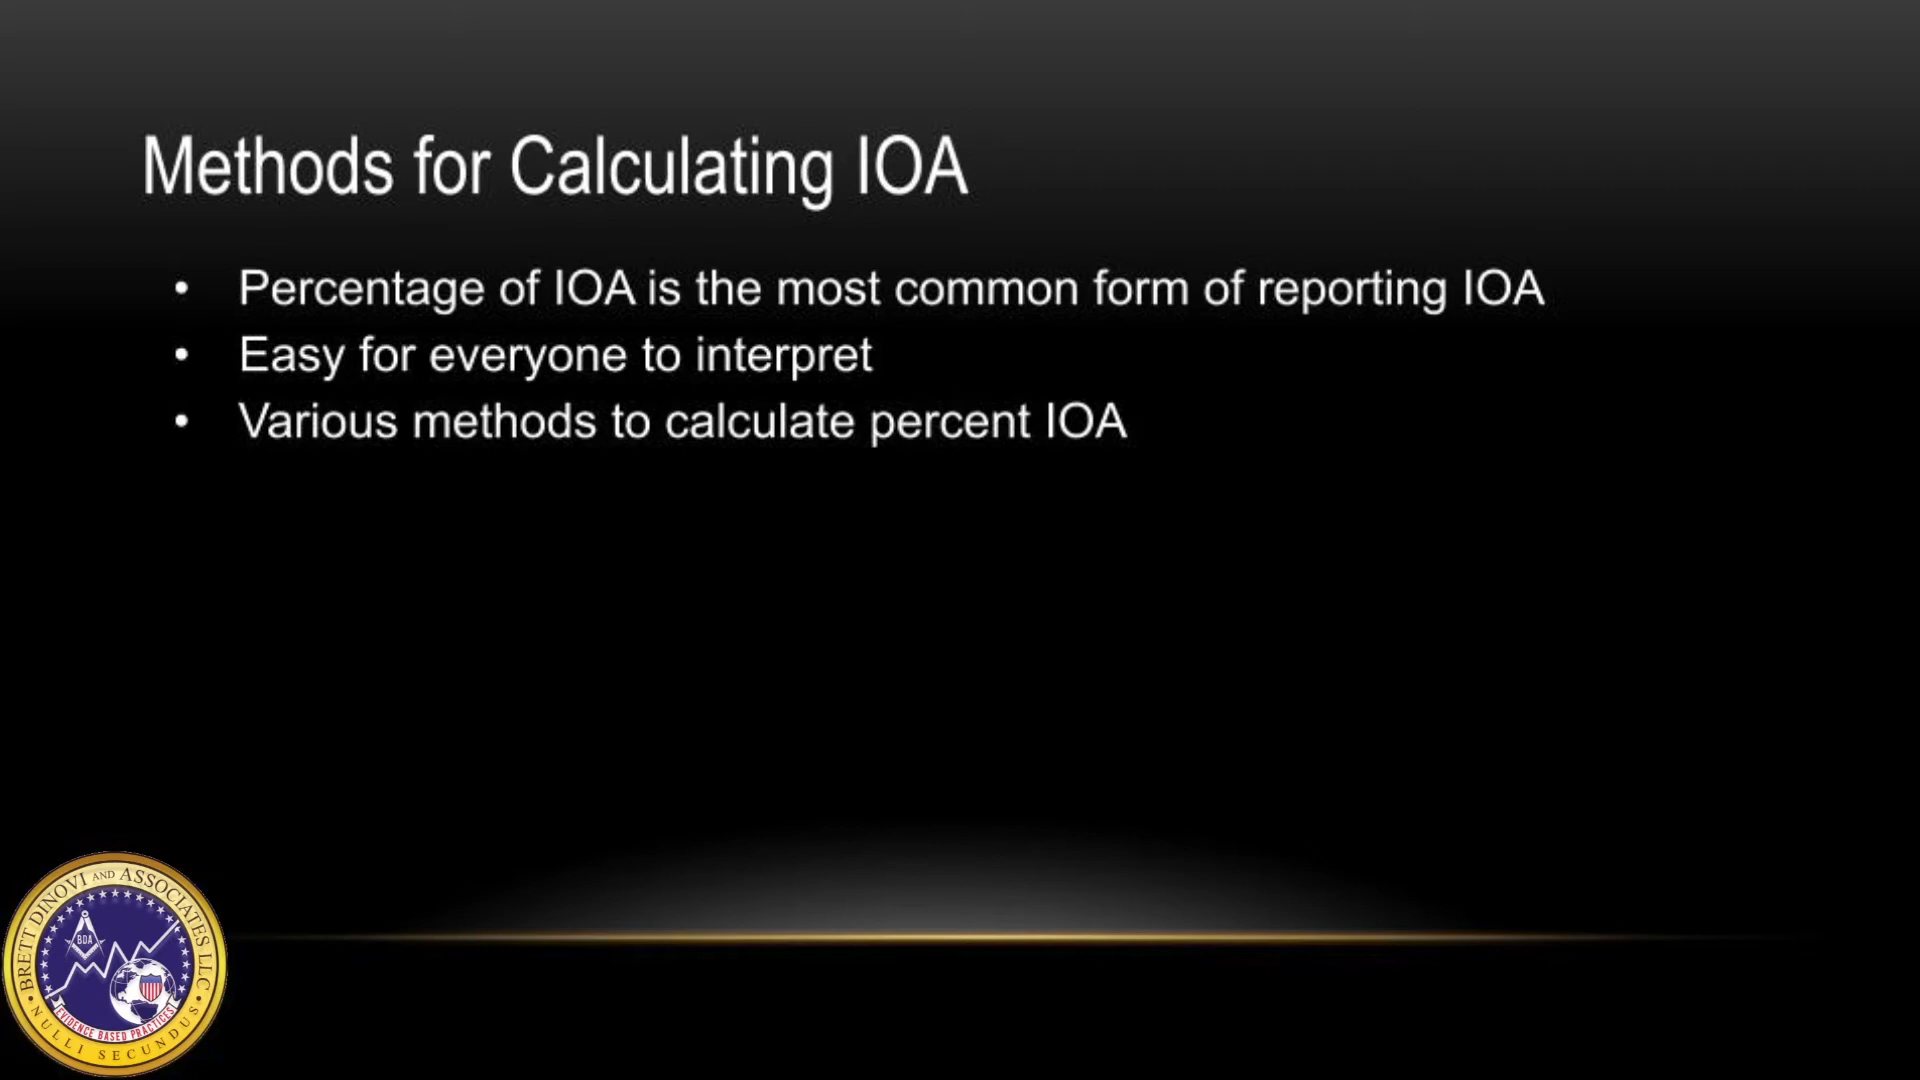 Methods for Calculating IOA
• Percentage of IOA is the most common form of reporting IOA
• Easy for everyone to interpret
• Various methods to calculate percent IOA
BRETT DINOVI AND ASSOCIATES LLC
BDA
EVIDENCE BASED PRACTICES
• NULLI SECUNDUS •